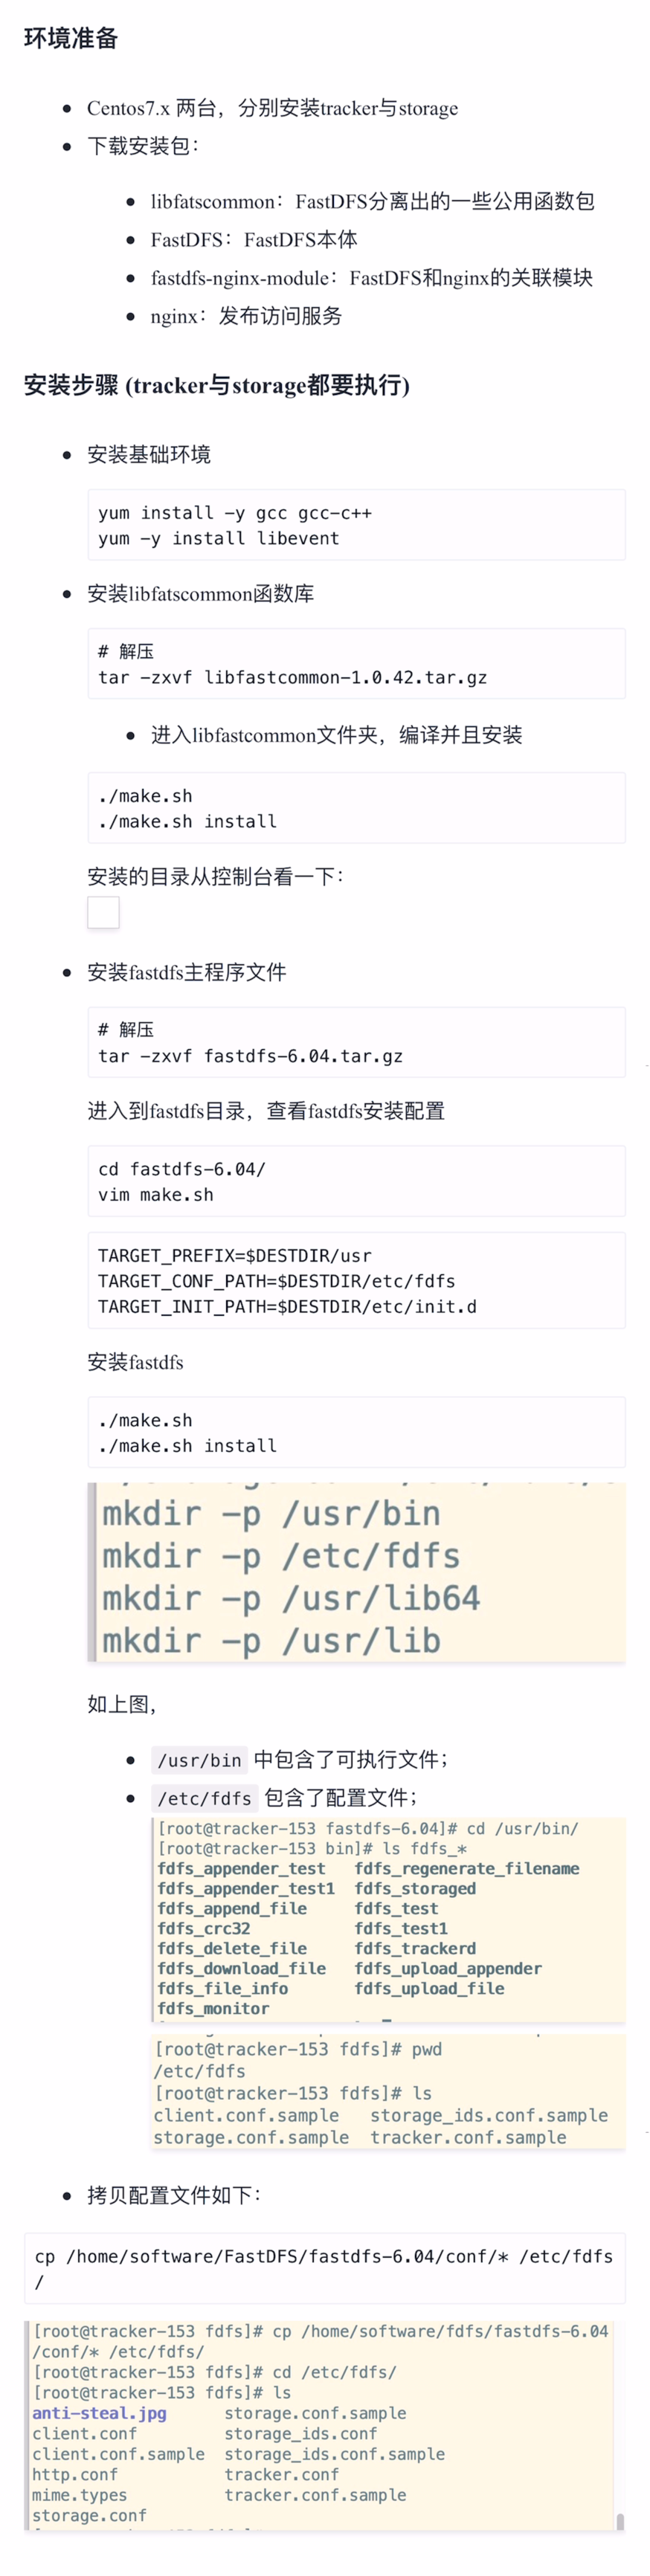 环境准备
Centos7.x 两台，分别安装tracker与storage
下载安装包：
libfatscommon：FastDFS分离出的一些公用函数包
FastDFS：FastDFS本体
fastdfs-nginx-module：FastDFS和nginx的关联模块
nginx：发布访问服务
安装步骤 (tracker与storage都要执行)
安装基础环境
yum install -y gcc gcc-c++
yum -y install libevent
安装libfatscommon函数库
# 解压
tar -zxvf libfastcommon-1.0.42.tar.gz
进入libfastcommon文件夹，编译并且安装
./make.sh
./make.sh install
安装的目录从控制台看一下：
安装fastdfs主程序文件
# 解压
tar -zxvf fastdfs-6.04.tar.gz
进入到fastdfs目录，查看fastdfs安装配置
cd fastdfs-6.04/
vim make.sh
TARGET_PREFIX=$DESTDIR/usr
TARGET_CONF_PATH=$DESTDIR/etc/fdfs
TARGET_INIT_PATH=$DESTDIR/etc/init.d
安装fastdfs
./make.sh
./make.sh install
mkdir -p /usr/bin
mkdir -p /etc/fdfs
mkdir -p /usr/lib64
mkdir -p /usr/lib
如上图，
/usr/bin 中包含了可执行文件；
/etc/fdfs 包含了配置文件；
[root@tracker-153 fastdfs-6.04]# cd /usr/bin/
[root@tracker-153 bin]# ls fdfs_*
fdfs_appender_test fdfs_regenerate_filename
fdfs_appender_test1 fdfs_storaged
fdfs_append_file fdfs_test
fdfs_crc32 fdfs_test1
fdfs_delete_file fdfs_trackerd
fdfs_download_file fdfs_upload_appender
fdfs_file_info fdfs_upload_file
fdfs_monitor
[root@tracker-153 fdfs]# pwd
/etc/fdfs
[root@tracker-153 fdfs]# ls
client.conf.sample storage_ids.conf.sample
storage.conf.sample tracker.conf.sample
拷贝配置文件如下：
cp /home/software/FastDFS/fastdfs-6.04/conf/* /etc/fdfs
/
[root@tracker-153 fdfs]# cp /home/software/fdfs/fastdfs-6.04
/conf/* /etc/fdfs/
[root@tracker-153 fdfs]# cd /etc/fdfs/
[root@tracker-153 fdfs]# ls
anti-steal.jpg storage.conf.sample
client.conf storage_ids.conf
client.conf.sample storage_ids.conf.sample
http.conf tracker.conf
mime.types tracker.conf.sample
storage.conf